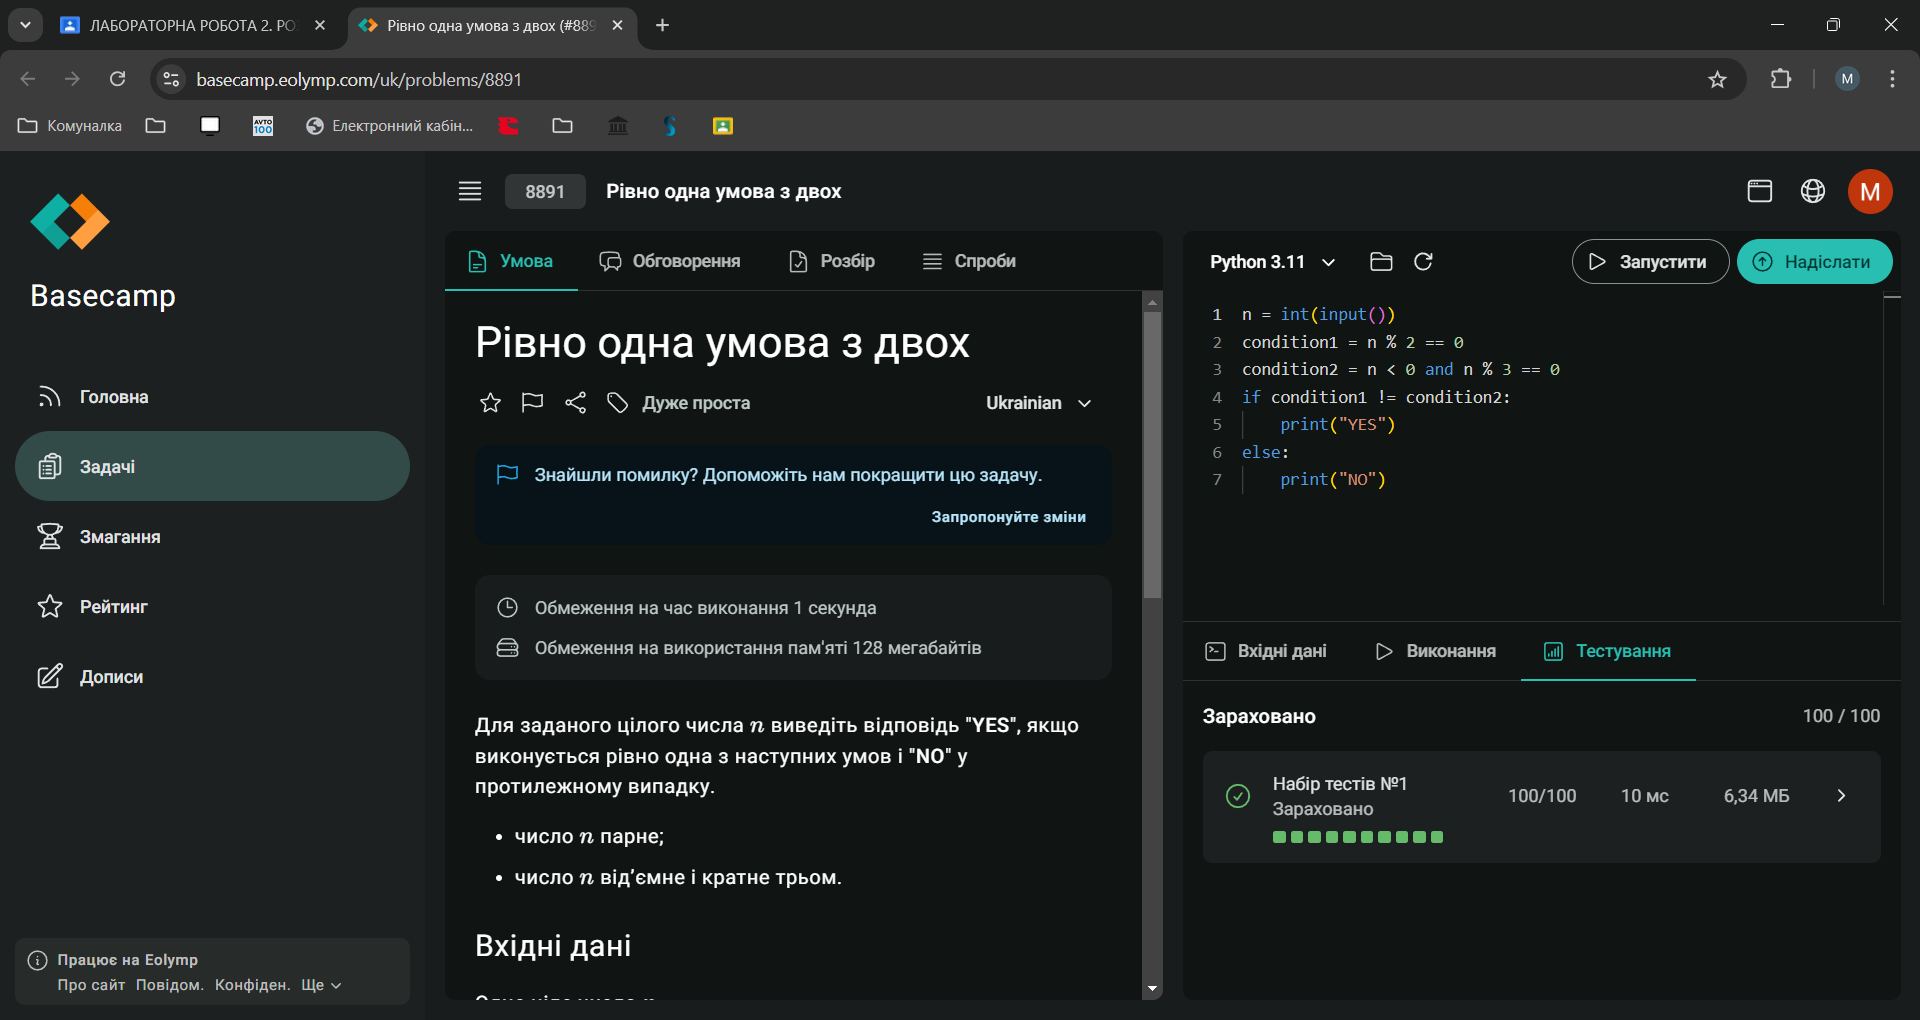 ЛАБОРАТОРНА РОБОТА 2. РО
Рівно одна умова з двох (#889
basecamp.eolymp.com/uk/problems/8891
M
Комуналка
AVTO
100
Електронний кабін...
Basecamp
Головна
Задачі
Змагання
Рейтинг
Дописи
Працює на Eolymp
Про сайт Повідом. Конфіден. Ще
8891
Рівно одна умова з двох
M
Умова
Обговорення
Розбір
Спроби
Рівно одна умова з двох
Дуже проста
Ukrainian
Знайшли помилку? Допоможіть нам покращити цю задачу.
Запропонуйте зміни
Обмеження на час виконання 1 секунда
Обмеження на використання пам'яті 128 мегабайтів
Для заданого цілого числа n виведіть відповідь "YES", якщо
виконується рівно одна з наступних умов і "NO" у
протилежному випадку.
• число n парне;
• число n від’ємне і кратне трьом.
Вхідні дані
Python 3.11
Запустити
Надіслати
1 n = int(input())
2 condition1 = n % 2 == 0
3 condition2 = n < 0 and n % 3 == 0
4 if condition1 != condition2:
5 print("YES")
6 else:
7 print("NO")
Вхідні дані
Виконання
Тестування
Зараховано
100 / 100
Набір тестів №1
Зараховано
100/100
10 мс
6,34 МБ